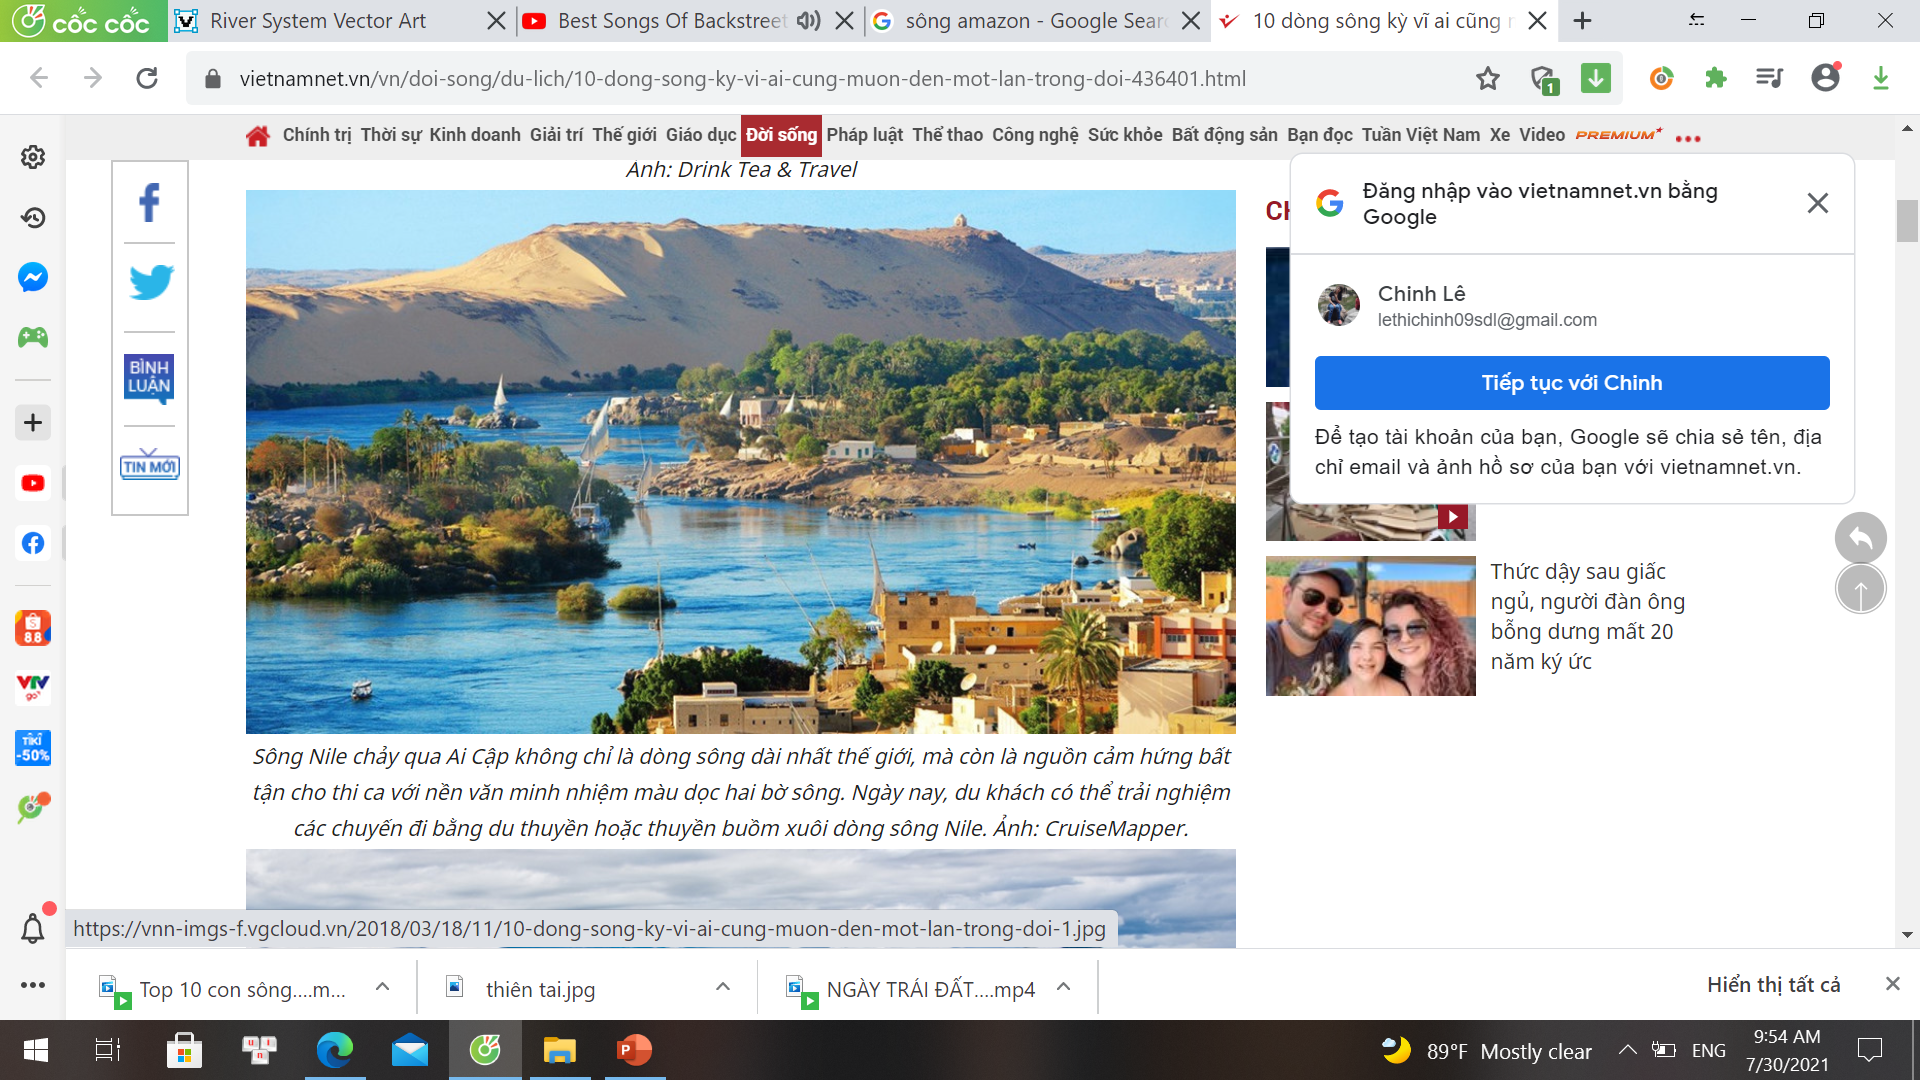 cốc cốc
River System Vector Art
Best Songs Of Backstreet
sông amazon - Google Sear
10 dòng sông kỳ vĩ ai cũng
vietnamnet.vn/vn/doi-song/du-lich/10-dong-song-ky-vi-ai-cung-muon-den-mot-lan-trong-doi-436401.html
1
Chính trị Thời sự Kinh doanh Giải trí Thế giới Giáo dục Đời sống Pháp luật Thể thao Công nghệ Sức khỏe Bất động sản Bạn đọc Tuần Việt Nam Xe Video PREMIUM
Ảnh: Drink Tea & Travel
BÌNH
LUẬN
TIN MỚI
Đăng nhập vào vietnamnet.vn bằng
Google
Chinh Lê
lethichinh09sdl@gmail.com
Tiếp tục với Chinh
Để tạo tài khoản của bạn, Google sẽ chia sẻ tên, địa
chỉ email và ảnh hồ sơ của bạn với vietnamnet.vn.
Thức dậy sau giấc
ngủ, người đàn ông
bỗng dưng mất 20
năm ký ức
S
8.8
VTV
go
TIKI
-50%
Sông Nile chảy qua Ai Cập không chỉ là dòng sông dài nhất thế giới, mà còn là nguồn cảm hứng bất
tận cho thi ca với nền văn minh nhiệm màu dọc hai bờ sông. Ngày nay, du khách có thể trải nghiệm
các chuyến đi bằng du thuyền hoặc thuyền buồm xuôi dòng sông Nile. Ảnh: CruiseMapper.
https://vnn-imgs-f.vgcloud.vn/2018/03/18/11/10-dong-song-ky-vi-ai-cung-muon-den-mot-lan-trong-doi-1.jpg
Top 10 con sông....m...
thiên tai.jpg
NGÀY TRÁI ĐẤT....mp4
Hiển thị tất cả
89°F Mostly clear
ENG
9:54 AM
7/30/2021